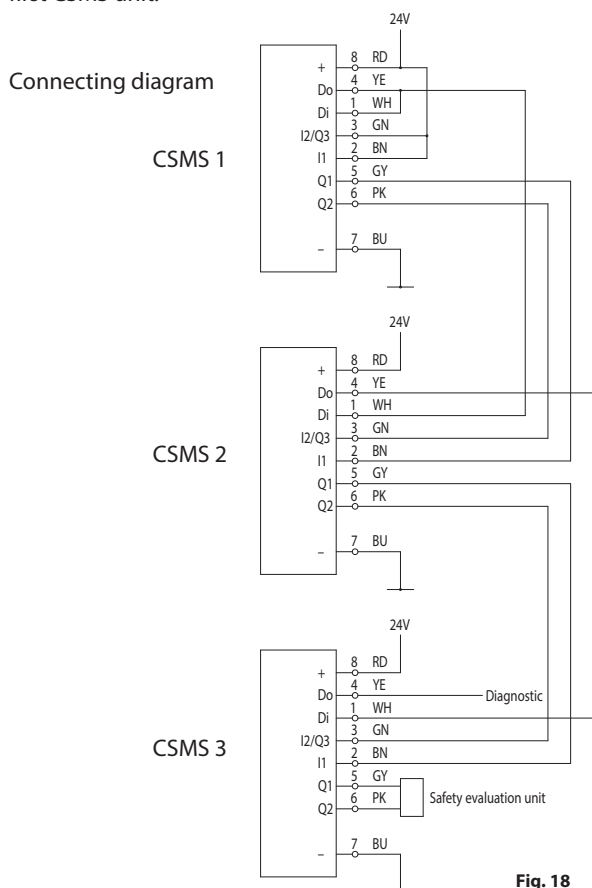 24V
8 RD
+
Connecting diagram
4 YE
Do
1 WH
Di
3 GN
I2/Q3
2 BN
I1
CSMS 1
5 GY
Q1
6 PK
Q2
7 BU
–
24V
8 RD
+
4 YE
Do
1 WH
Di
3 GN
I2/Q3
2 BN
I1
CSMS 2
5 GY
Q1
6 PK
Q2
7 BU
–
24V
8 RD
+
4 YE
Do
Diagnostic
1 WH
Di
3 GN
I2/Q3
2 BN
I1
CSMS 3
5 GY
Q1
6 PK
Q2
Safety evaluation unit
7 BU
–
Fig. 18